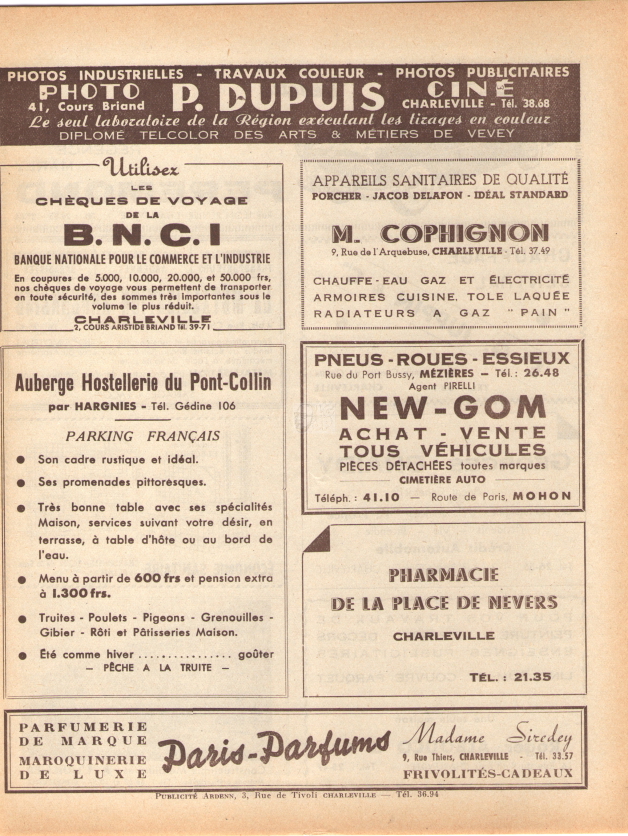 PHOTOS INDUSTRIELLES - TRAVAUX COULEUR - PHOTOS PUBLICITAIRES
PHOTO P. DUPUIS CINÉ
41, Cours Briand CHARLEVILLE - Tél. 38.68
Le seul laboratoire de la Région exécutant les tirages en couleur
DIPLOMÉ TELCOLOR DES ARTS & MÉTIERS DE VEVEY
Utilisez
LES
CHÈQUES DE VOYAGE
DE LA
B.N.C.I
BANQUE NATIONALE POUR LE COMMERCE ET L'INDUSTRIE
En coupures de 5.000, 10.000, 20.000, et 50.000 frs,
nos chèques de voyage vous permettent de transporter
en toute sécurité, des sommes très importantes sous le
volume le plus réduit.
CHARLEVILLE
2, COURS ARISTIDE BRIAND Tél. 39-71
APPAREILS SANITAIRES DE QUALITÉ
PORCHER - JACOB DELAFON - IDÉAL STANDARD
M. COPHIGNON
9, Rue de l'Arquebuse, CHARLEVILLE - Tél. 37.49
CHAUFFE-EAU GAZ ET ÉLECTRICITÉ
ARMOIRES CUISINE, TOLE LAQUÉE
RADIATEURS A GAZ " PAIN "
Auberge Hostellerie du Pont-Collin
par HARGNIES - Tél. Gédine 106
PARKING FRANÇAIS
● Son cadre rustique et idéal.
● Ses promenades pittoresques.
● Très bonne table avec ses spécialités
Maison, services suivant votre désir, en
terrasse, à table d'hôte ou au bord de
l'eau.
● Menu à partir de 600 frs et pension extra
à 1.300 frs.
● Truites - Poulets - Pigeons - Grenouilles -
Gibier - Rôti et Pâtisseries Maison.
● Été comme hiver ................ goûter
— PÊCHE A LA TRUITE —
PNEUS - ROUES - ESSIEUX
Rue du Port Bussy, MÉZIÈRES — Tél. : 26.48
Agent PIRELLI
NEW-GOM
ACHAT - VENTE
TOUS VÉHICULES
PIÈCES DÉTACHÉES toutes marques
CIMETIÈRE AUTO
Téléph. : 41.10 — Route de Paris, MOHON
PHARMACIE
DE LA PLACE DE NEVERS
CHARLEVILLE
TÉL. : 21.35
PARFUMERIE
DE MARQUE
MAROQUINERIE
DE LUXE
Paris-Parfums
Madame Siredey
9, Rue Thiers, CHARLEVILLE - Tél. 33.57
FRIVOLITÉS-CADEAUX
PUBLICITÉ ARDENN, 3, Rue de Tivoli CHARLEVILLE — Tél. 36.94